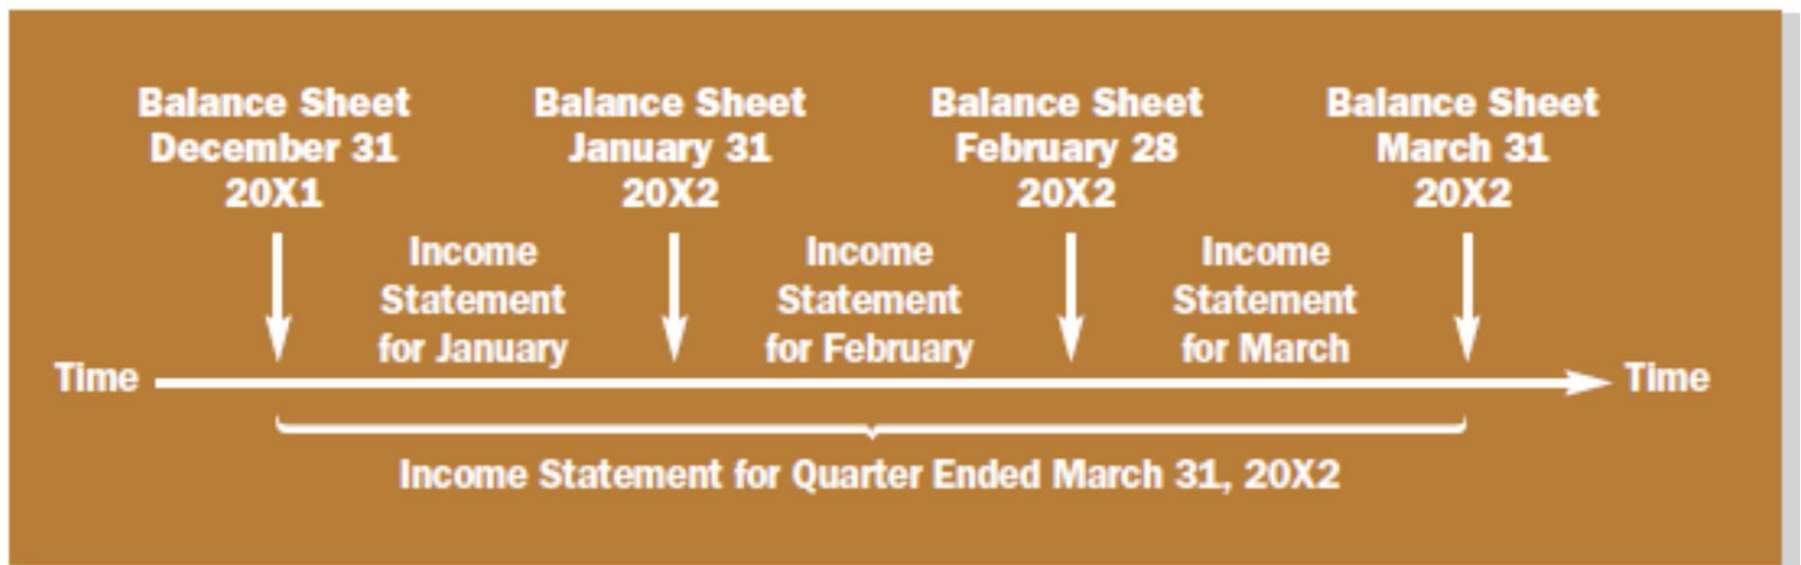 Balance Sheet
December 31
20X1
Balance Sheet
January 31
20X2
Balance Sheet
February 28
20X2
Balance Sheet
March 31
20X2
Income
Statement
for January
Income
Statement
for February
Income
Statement
for March
Time
Time
Income Statement for Quarter Ended March 31, 20X2